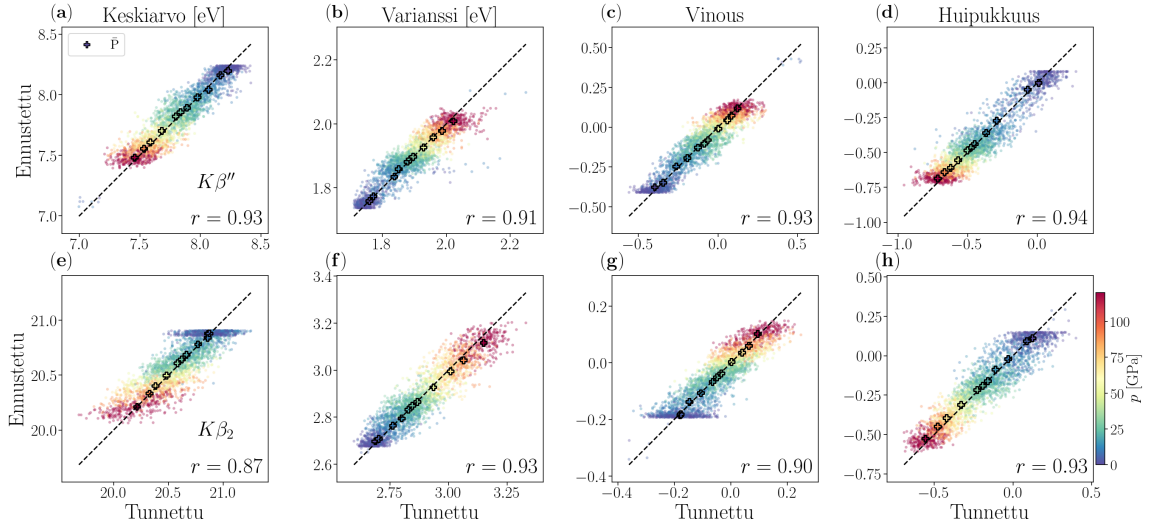 (a) Keskiarvo [eV]
(b) Varianssi [eV]
(c) Vinous
(d) Huipukkuus
Ennustettu
8.5
8.0
7.5
7.0
P̄
Kβ″
r = 0.93
7.0 7.5 8.0 8.5
2.2
2.0
1.8
r = 0.91
1.8 2.0 2.2
0.50
0.25
0.00
−0.25
−0.50
r = 0.93
−0.5 0.0 0.5
0.25
0.00
−0.25
−0.50
−0.75
−1.00
r = 0.94
−1.0 −0.5 0.0
(e)
(f)
(g)
(h)
Ennustettu
21.0
20.5
20.0
Kβ₂
r = 0.87
20.0 20.5 21.0
Tunnettu
3.4
3.2
3.0
2.8
2.6
r = 0.93
2.75 3.00 3.25
Tunnettu
0.2
0.0
−0.2
−0.4
r = 0.90
−0.4 −0.2 0.0 0.2
Tunnettu
0.50
0.25
0.00
−0.25
−0.50
−0.75
r = 0.93
−0.5 0.0 0.5
Tunnettu
100
75
50
25
0
p [GPa]